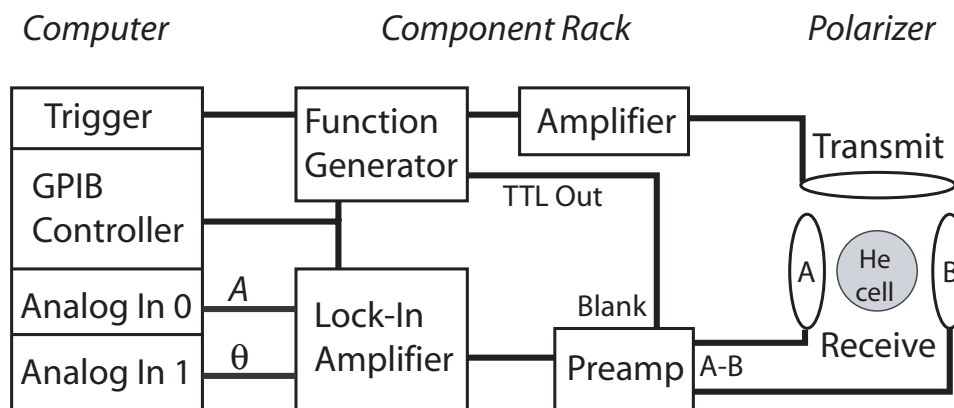 Computer
Component Rack
Polarizer
Trigger
Function
Generator
Amplifier
Transmit
GPIB
Controller
TTL Out
A
He
cell
B
Analog In 0
A
Lock-In
Amplifier
Blank
Receive
Analog In 1
θ
Preamp
A-B